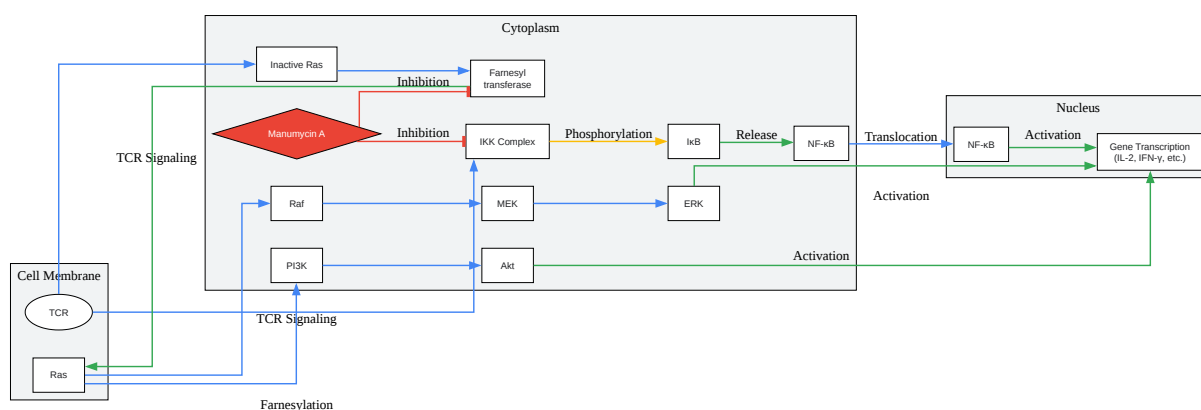 Cytoplasm
Inactive Ras
Farnesyl
transferase
Inhibition
Manumycin A
Inhibition
IKK Complex
Phosphorylation
IκB
Release
NF-κB
Translocation
Nucleus
NF-κB
Activation
Gene Transcription
(IL-2, IFN-γ, etc.)
TCR Signaling
Raf
MEK
ERK
Activation
PI3K
Akt
Activation
Cell Membrane
TCR
TCR Signaling
Ras
Farnesylation